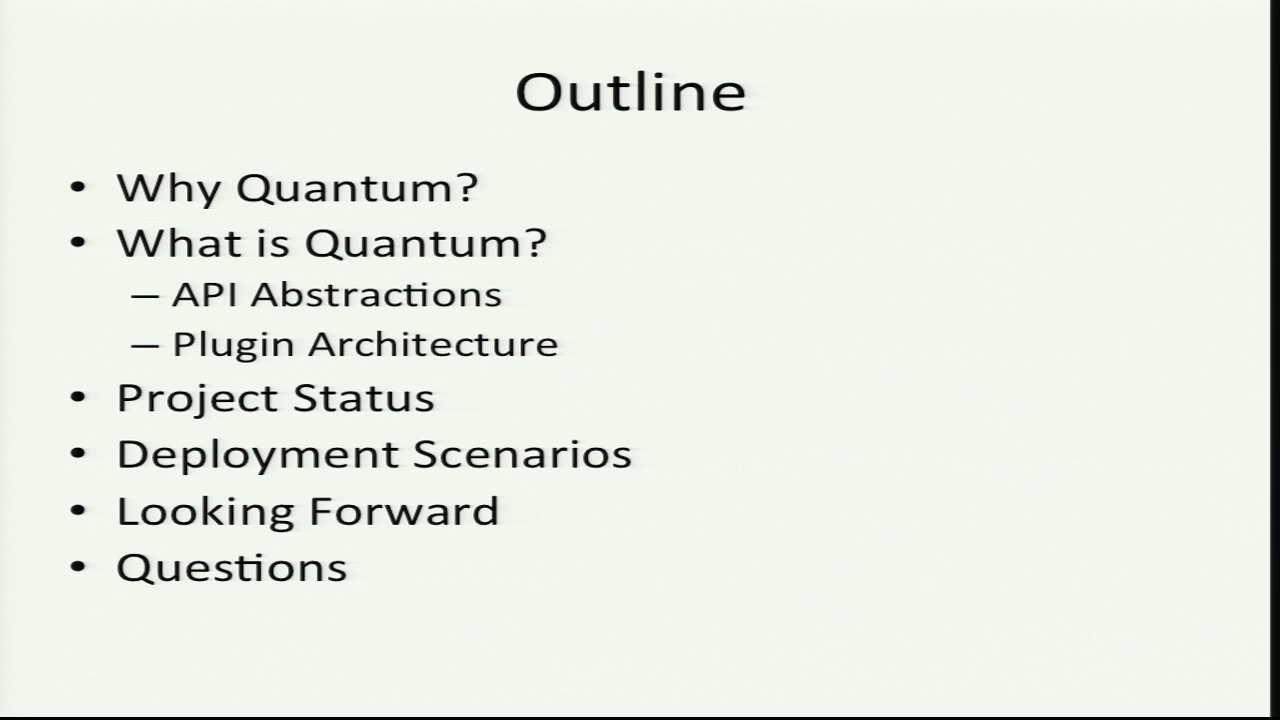 Outline
• Why Quantum?
• What is Quantum?
– API Abstractions
– Plugin Architecture
• Project Status
• Deployment Scenarios
• Looking Forward
• Questions